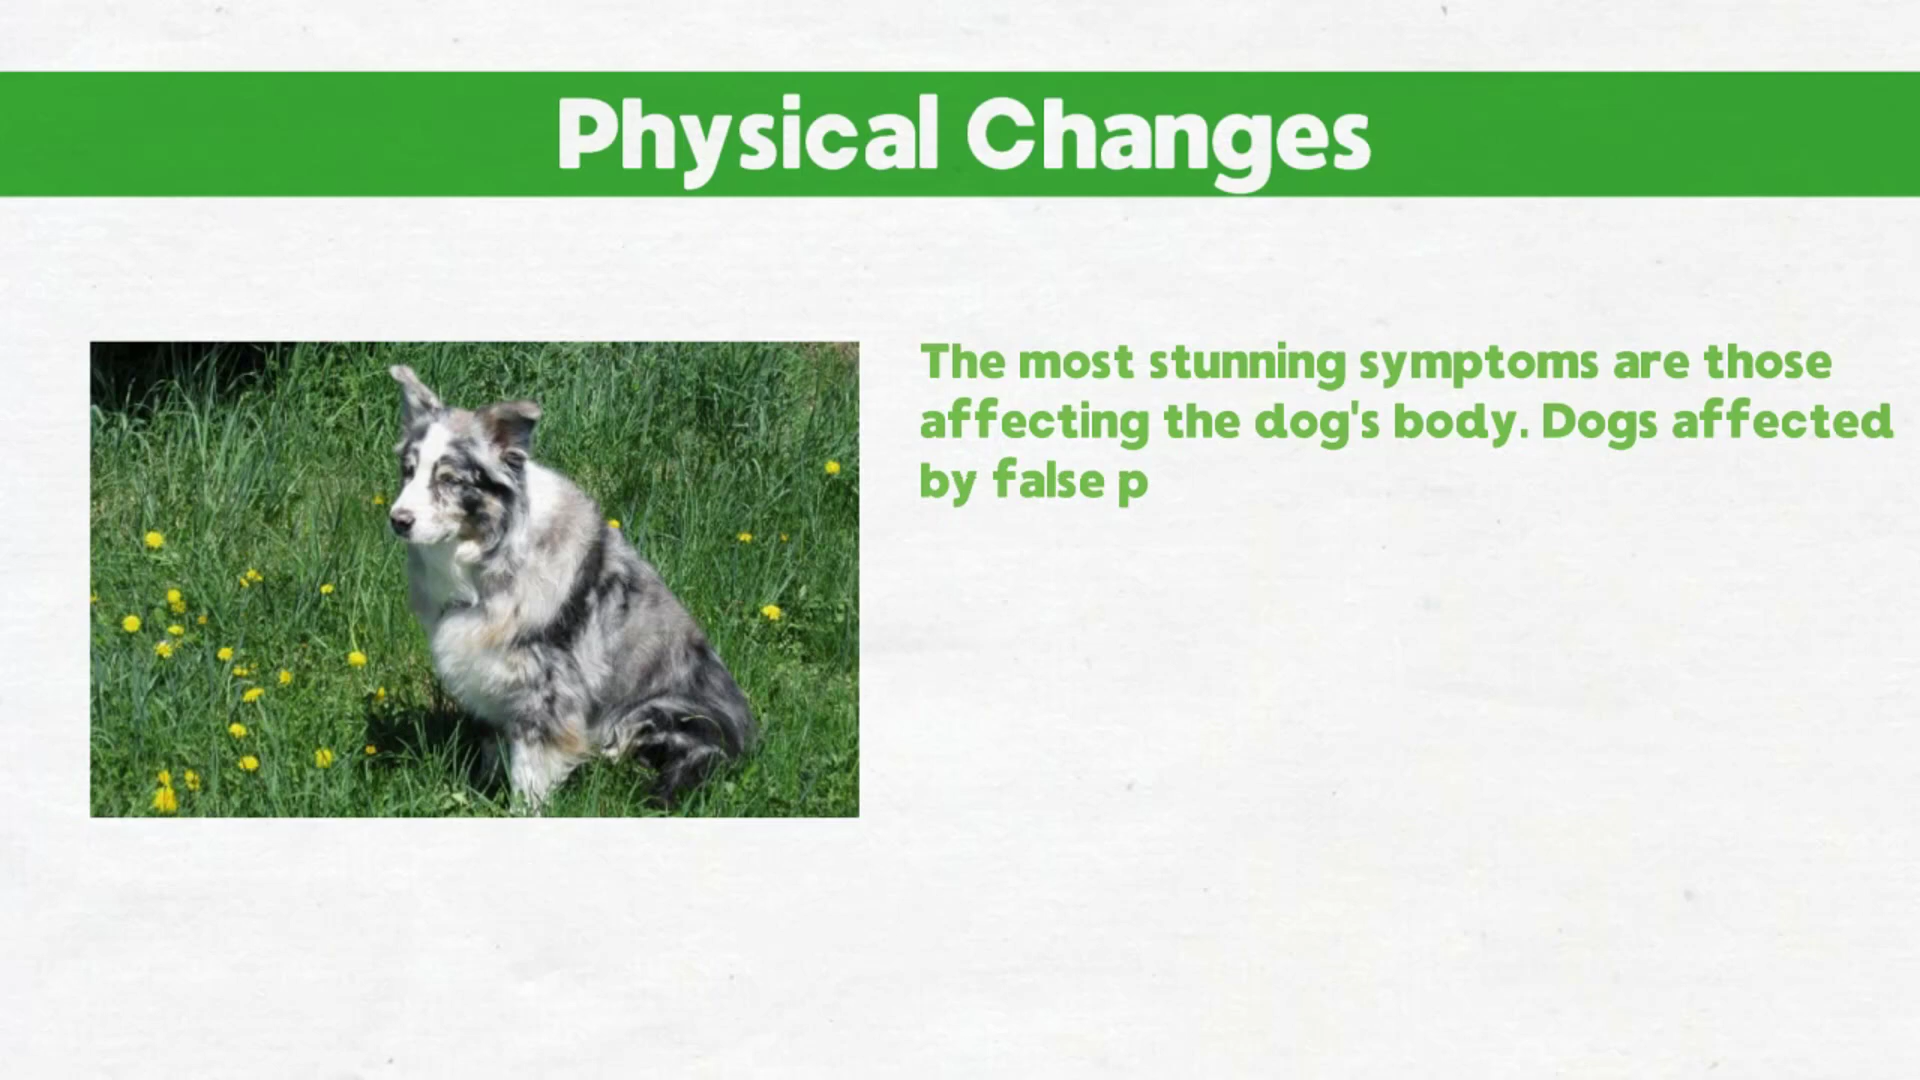 Physical Changes
The most stunning symptoms are those
affecting the dog's body. Dogs affected
by false p